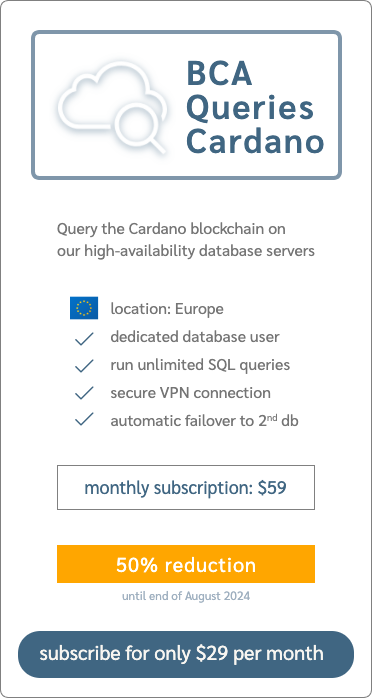 BCA
Queries
Cardano
Query the Cardano blockchain on
our high-availability database servers
location: Europe
dedicated database user
run unlimited SQL queries
secure VPN connection
automatic failover to 2nd db
monthly subscription: $59
50% reduction
until end of August 2024
subscribe for only $29 per month